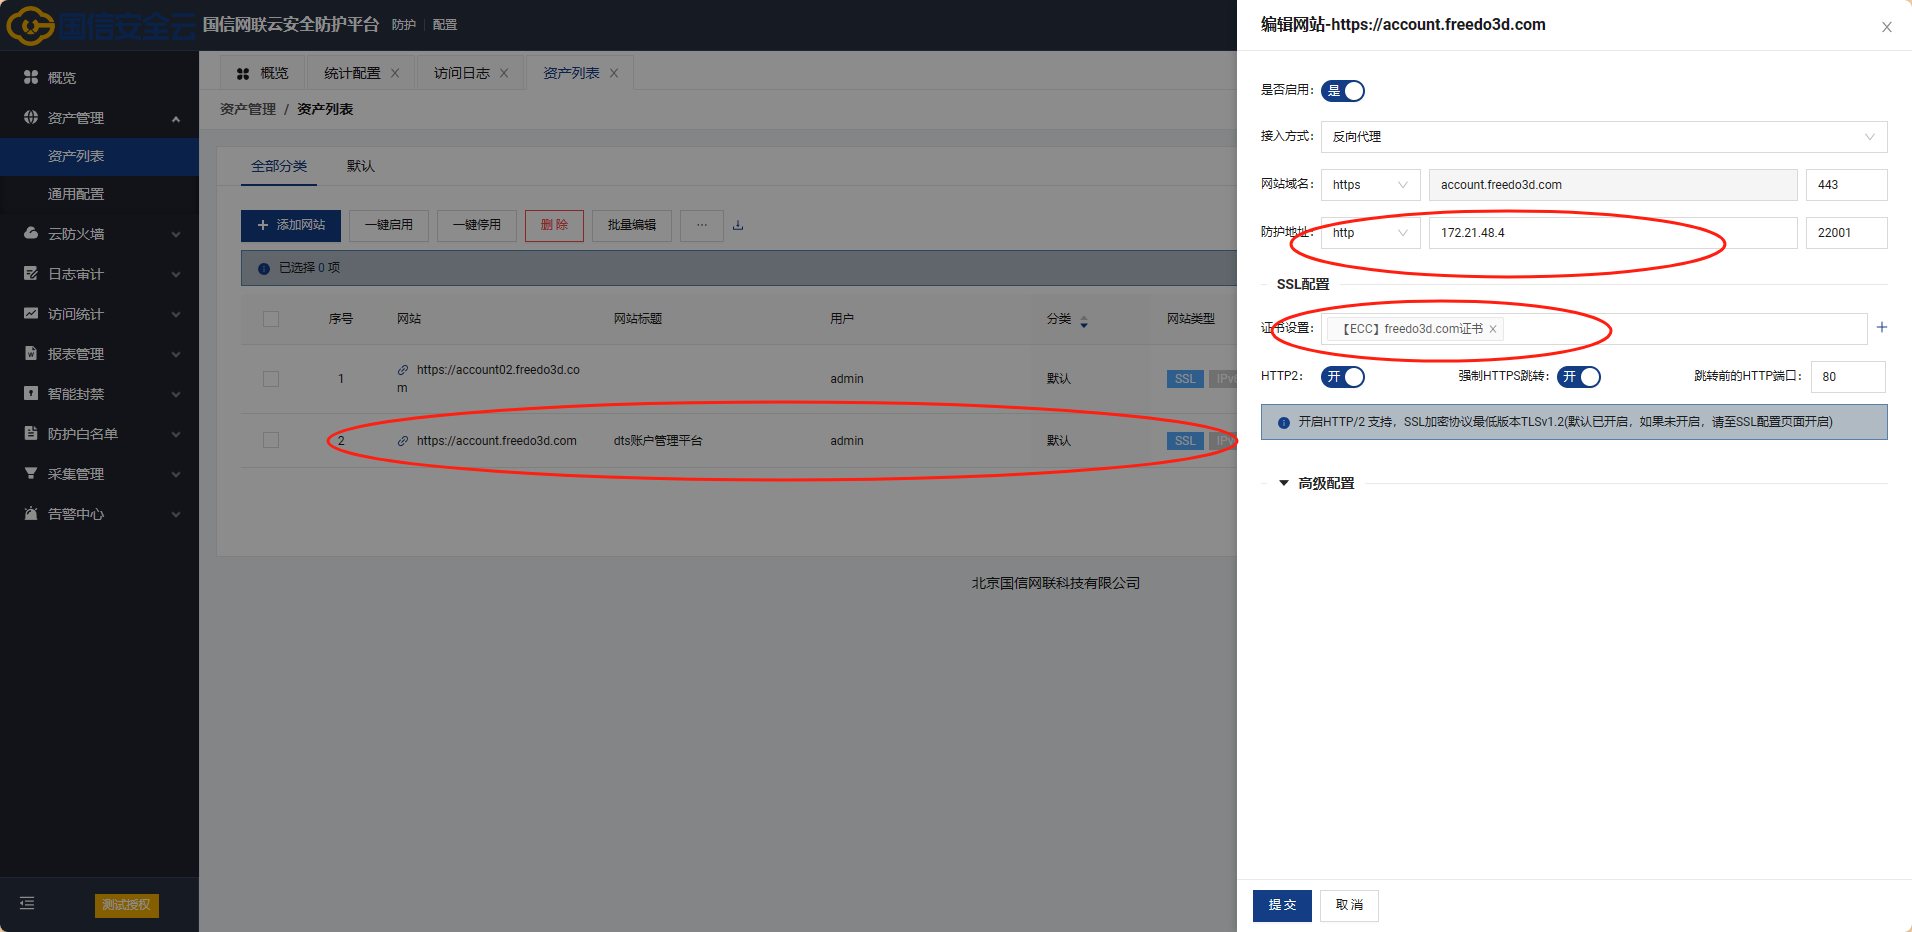 国信安全云 国信网联云安全防护平台 防护 配置
概览
资产管理
资产列表
通用配置
云防火墙
日志审计
访问统计
报表管理
智能封禁
防护白名单
采集管理
告警中心
测试授权
概览 统计配置 访问日志 资产列表
资产管理 / 资产列表
全部分类 默认
添加网站 一键启用 一键停用 删 除 批量编辑 ...
已选择 0 项
序号 网站 网站标题 用户 分类 网站类型
1 https://account02.freedo3d.co
m admin 默认 SSL
2 https://account.freedo3d.com dts账户管理平台 admin 默认 SSL
北京国信网联科技有限公司
编辑网站-https://account.freedo3d.com
是否启用: 是
接入方式: 反向代理
网站域名: https account.freedo3d.com 443
防护地址: http 172.21.48.4 22001
SSL配置
证书设置: 【ECC】freedo3d.com证书
HTTP2: 开 强制HTTPS跳转: 开 跳转前的HTTP端口: 80
开启HTTP/2 支持，SSL加密协议最低版本TLSv1.2(默认已开启，如果未开启，请至SSL配置页面开启)
高级配置
提 交 取 消